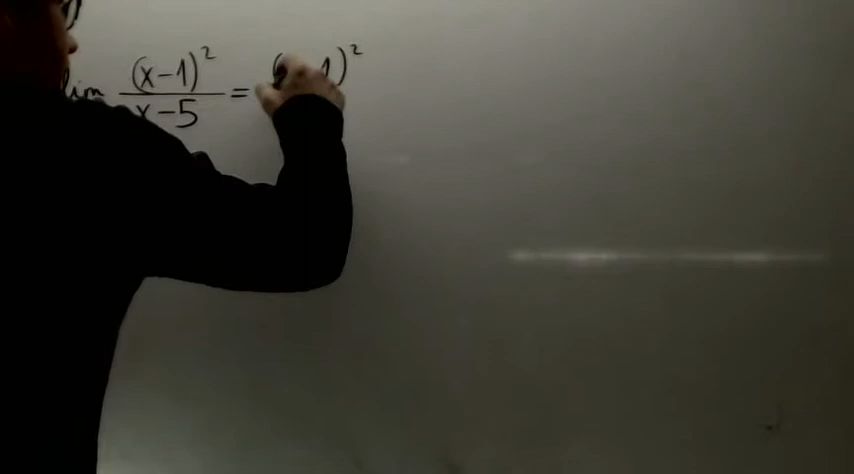 lim (x-1)² = ( 1)²
x-5